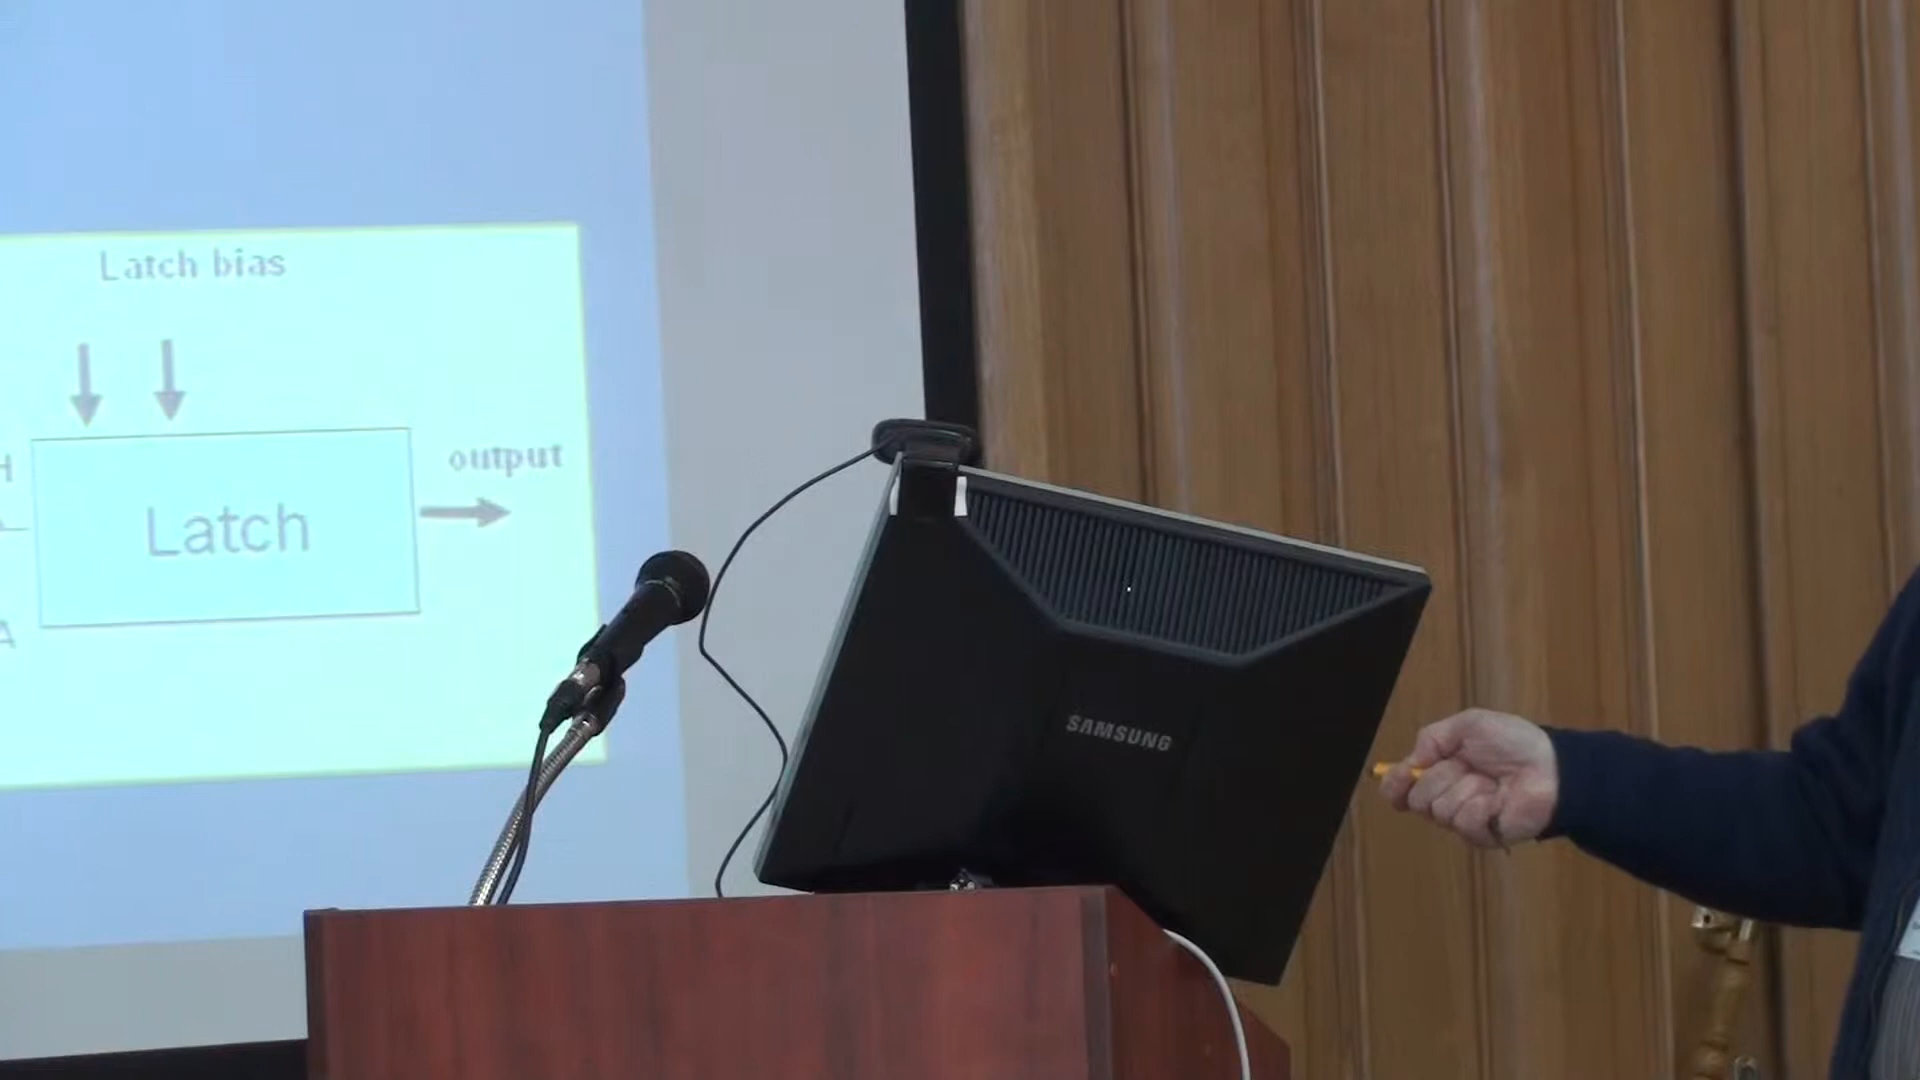 Latch bias
H
output
Latch
A
SAMSUNG